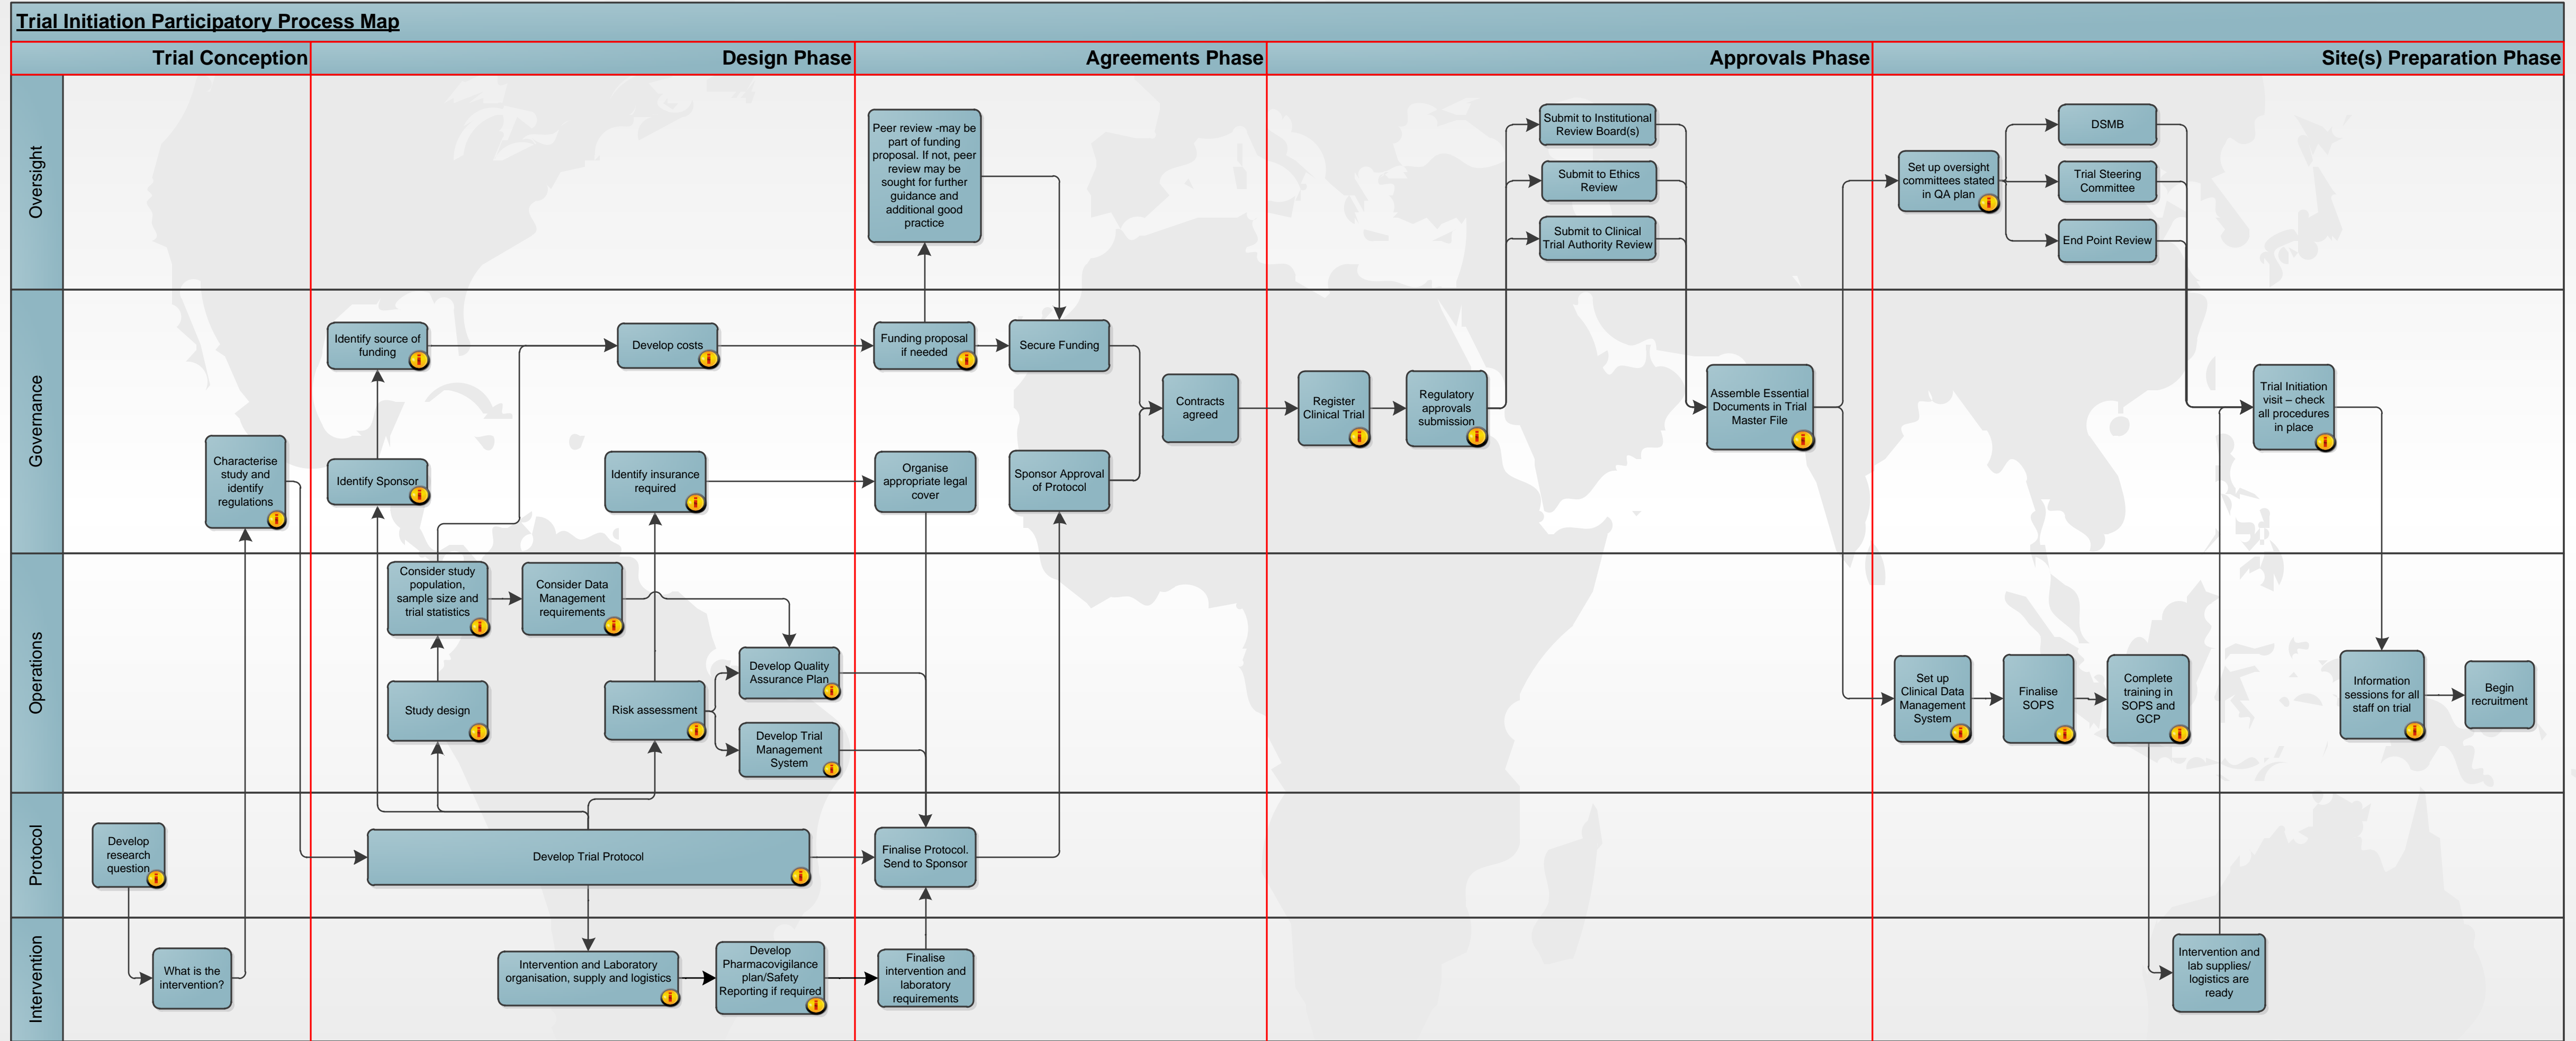 Trial Initiation Participatory Process Map
Trial Conception
Design Phase
Agreements Phase
Approvals Phase
Site(s) Preparation Phase
Oversight
Peer review -may be
part of funding
proposal. If not, peer
review may be
sought for further
guidance and
additional good
practice
Submit to Institutional
Review Board(s)
Submit to Ethics
Review
Submit to Clinical
Trial Authority Review
Set up oversight
committees stated
in QA plan
DSMB
Trial Steering
Committee
End Point Review
Governance
Characterise
study and
identify
regulations
Identify source of
funding
Identify Sponsor
Develop costs
Identify insurance
required
Funding proposal
if needed
Organise
appropriate legal
cover
Secure Funding
Sponsor Approval
of Protocol
Contracts
agreed
Register
Clinical Trial
Regulatory
approvals
submission
Assemble Essential
Documents in Trial
Master File
Trial Initiation
visit – check
all procedures
in place
Operations
Consider study
population,
sample size and
trial statistics
Consider Data
Management
requirements
Study design
Risk assessment
Develop Quality
Assurance Plan
Develop Trial
Management
System
Set up
Clinical Data
Management
System
Finalise
SOPS
Complete
training in
SOPS and
GCP
Information
sessions for all
staff on trial
Begin
recruitment
Protocol
Develop
research
question
Develop Trial Protocol
Finalise Protocol.
Send to Sponsor
Intervention
What is the
intervention?
Intervention and Laboratory
organisation, supply and logistics
Develop
Pharmacovigilance
plan/Safety
Reporting if required
Finalise
intervention and
laboratory
requirements
Intervention and
lab supplies/
logistics are
ready